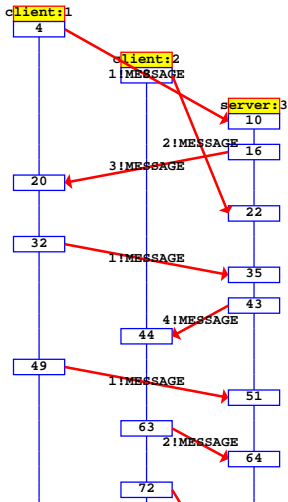 client:1
4
client:2
1!MESSAGE
server:3
10
2!MESSAGE
16
3!MESSAGE
20
22
32
1!MESSAGE
35
43
4!MESSAGE
44
49
1!MESSAGE
51
63
2!MESSAGE
64
72